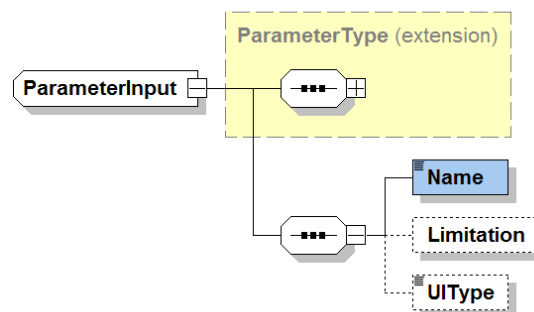 ParameterType (extension)
ParameterInput
Name
Limitation
UIType